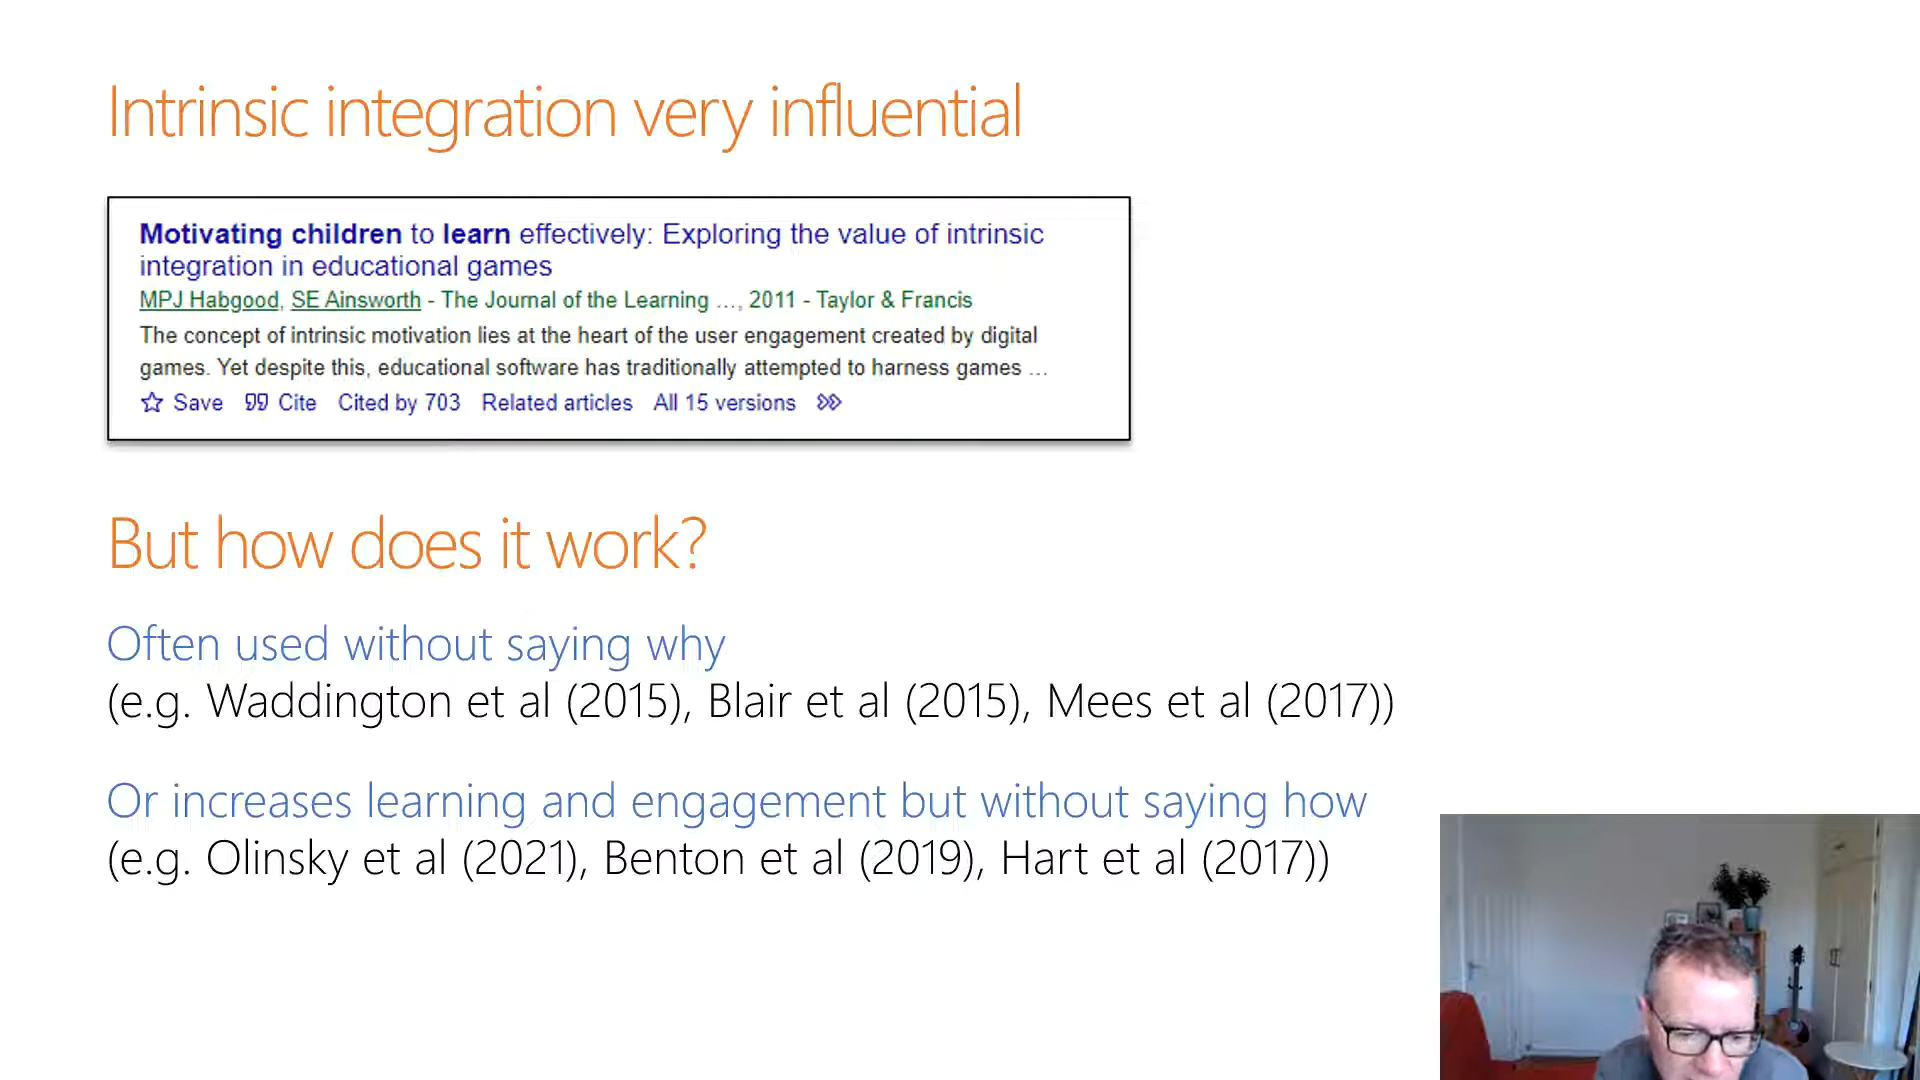 Intrinsic integration very influential
Motivating children to learn effectively: Exploring the value of intrinsic
integration in educational games
MPJ Habgood, SE Ainsworth - The Journal of the Learning …, 2011 - Taylor & Francis
The concept of intrinsic motivation lies at the heart of the user engagement created by digital
games. Yet despite this, educational software has traditionally attempted to harness games …
Save Cite Cited by 703 Related articles All 15 versions
But how does it work?
Often used without saying why
(e.g. Waddington et al (2015), Blair et al (2015), Mees et al (2017))
Or increases learning and engagement but without saying how
(e.g. Olinsky et al (2021), Benton et al (2019), Hart et al (2017))